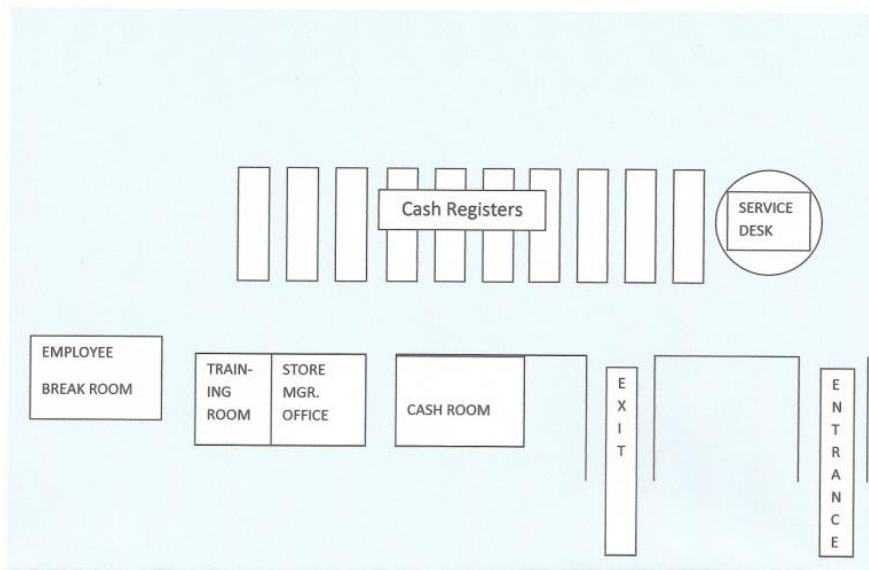 Cash Registers
SERVICE
DESK
EMPLOYEE
BREAK ROOM
TRAIN-
ING
ROOM
STORE
MGR.
OFFICE
CASH ROOM
E
X
I
T
E
N
T
R
A
N
C
E